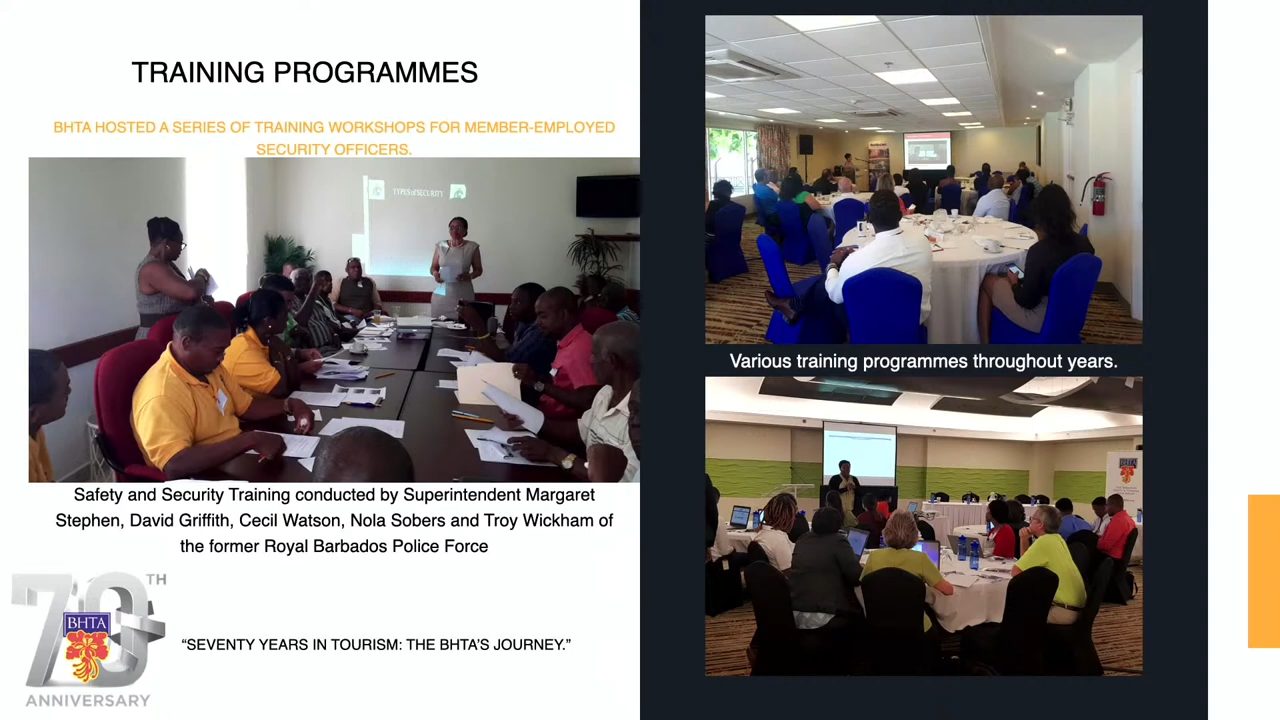 TRAINING PROGRAMMES
BHTA HOSTED A SERIES OF TRAINING WORKSHOPS FOR MEMBER-EMPLOYED
SECURITY OFFICERS.
TYPES of SECURITY
Safety and Security Training conducted by Superintendent Margaret
Stephen, David Griffith, Cecil Watson, Nola Sobers and Troy Wickham of
the former Royal Barbados Police Force
70TH
BHTA
ANNIVERSARY
“SEVENTY YEARS IN TOURISM: THE BHTA’S JOURNEY.”
Various training programmes throughout years.
BHTA